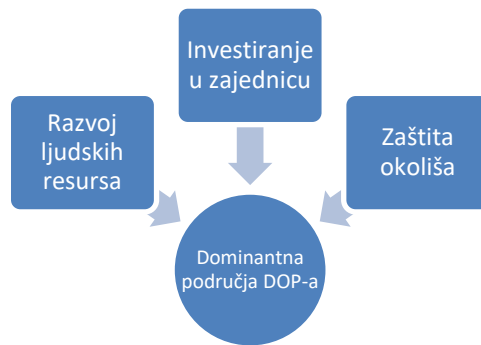 Investiranje
u zajednicu
Razvoj
ljudskih
resursa
Zaštita
okoliša
Dominantna
područja DOP-a